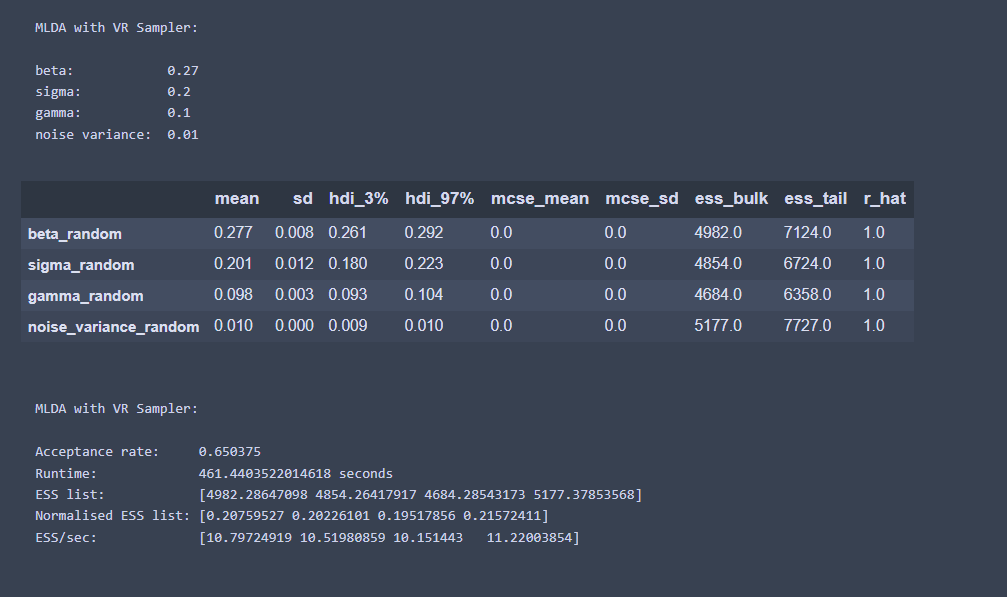 MLDA with VR Sampler:
beta: 0.27
sigma: 0.2
gamma: 0.1
noise variance: 0.01
mean sd hdi_3% hdi_97% mcse_mean mcse_sd ess_bulk ess_tail r_hat
beta_random 0.277 0.008 0.261 0.292 0.0 0.0 4982.0 7124.0 1.0
sigma_random 0.201 0.012 0.180 0.223 0.0 0.0 4854.0 6724.0 1.0
gamma_random 0.098 0.003 0.093 0.104 0.0 0.0 4684.0 6358.0 1.0
noise_variance_random 0.010 0.000 0.009 0.010 0.0 0.0 5177.0 7727.0 1.0
MLDA with VR Sampler:
Acceptance rate: 0.650375
Runtime: 461.4403522014618 seconds
ESS list: [4982.28647098 4854.26417917 4684.28543173 5177.37853568]
Normalised ESS list: [0.20759527 0.20226101 0.19517856 0.21572411]
ESS/sec: [10.79724919 10.51980859 10.151443 11.22003854]